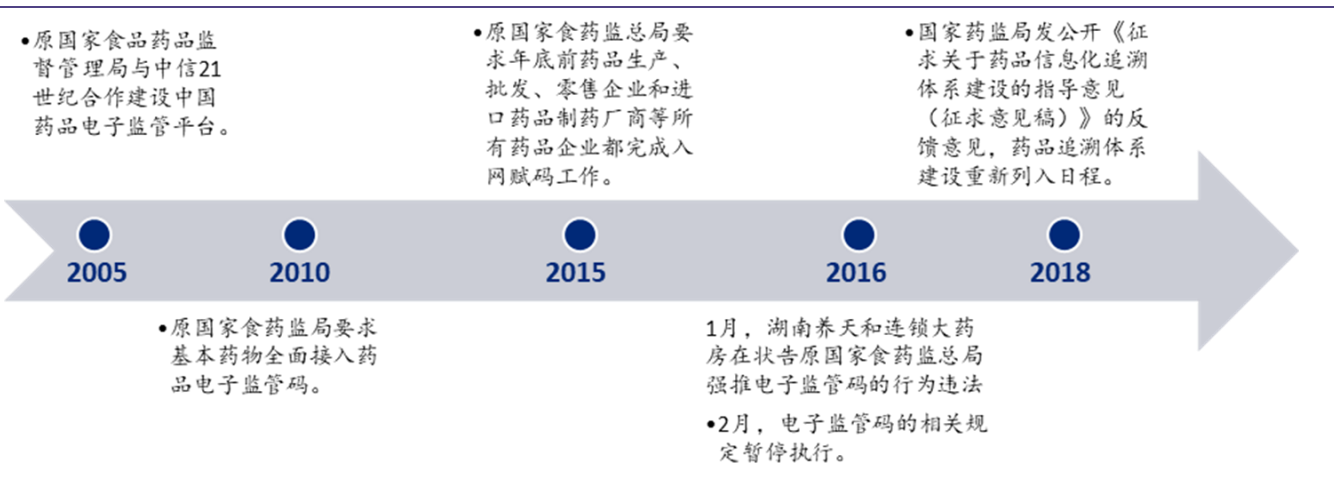 •原国家食品药品监
督管理局与中信21
世纪合作建设中国
药品电子监管平台。
•原国家食药监总局要
求年底前药品生产、
批发、零售企业和进
口药品制药厂商等所
有药品企业都完成入
网赋码工作。
•国家药监局发公开《征
求关于药品信息化追溯
体系建设的指导意见
（征求意见稿）》的反
馈意见，药品追溯体系
建设重新列入日程。
2005
2010
2015
2016
2018
•原国家食药监局要求
基本药物全面接入药
品电子监管码。
1月，湖南养天和连锁大药
房在状告原国家食药监总局
强推电子监管码的行为违法
•2月，电子监管码的相关规
定暂停执行。